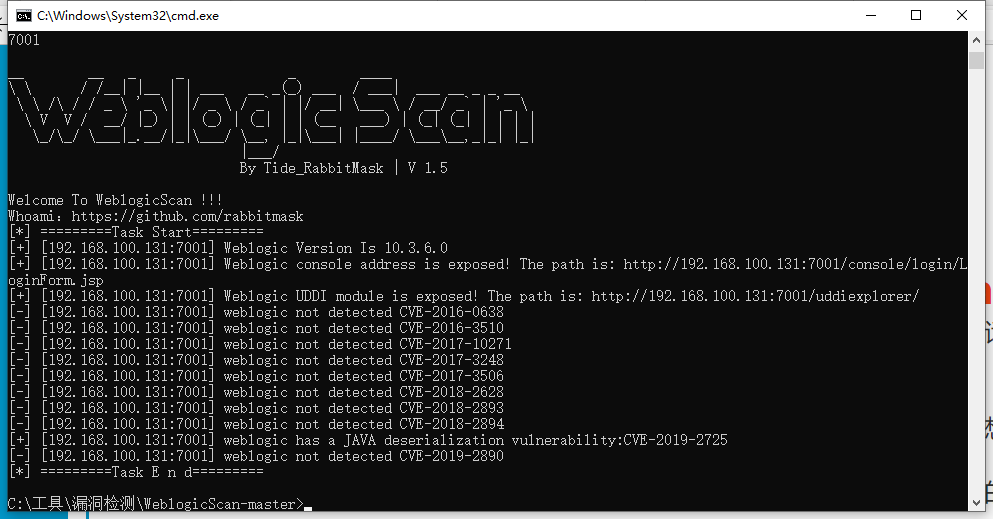 C:\Windows\System32\cmd.exe
7001
Weblogic Scan
By Tide_RabbitMask | V 1.5
Welcome To WeblogicScan !!!
Whoami：https://github.com/rabbitmask
[*] =========Task Start=========
[+] [192.168.100.131:7001] Weblogic Version Is 10.3.6.0
[+] [192.168.100.131:7001] Weblogic console address is exposed! The path is: http://192.168.100.131:7001/console/login/L
oginForm.jsp
[+] [192.168.100.131:7001] Weblogic UDDI module is exposed! The path is: http://192.168.100.131:7001/uddiexplorer/
[-] [192.168.100.131:7001] weblogic not detected CVE-2016-0638
[-] [192.168.100.131:7001] weblogic not detected CVE-2016-3510
[-] [192.168.100.131:7001] weblogic not detected CVE-2017-10271
[-] [192.168.100.131:7001] weblogic not detected CVE-2017-3248
[-] [192.168.100.131:7001] weblogic not detected CVE-2017-3506
[-] [192.168.100.131:7001] weblogic not detected CVE-2018-2628
[-] [192.168.100.131:7001] weblogic not detected CVE-2018-2893
[-] [192.168.100.131:7001] weblogic not detected CVE-2018-2894
[+] [192.168.100.131:7001] weblogic has a JAVA deserialization vulnerability:CVE-2019-2725
[-] [192.168.100.131:7001] weblogic not detected CVE-2019-2890
[*] =========Task E n d=========
C:\工具\漏洞检测\WeblogicScan-master>